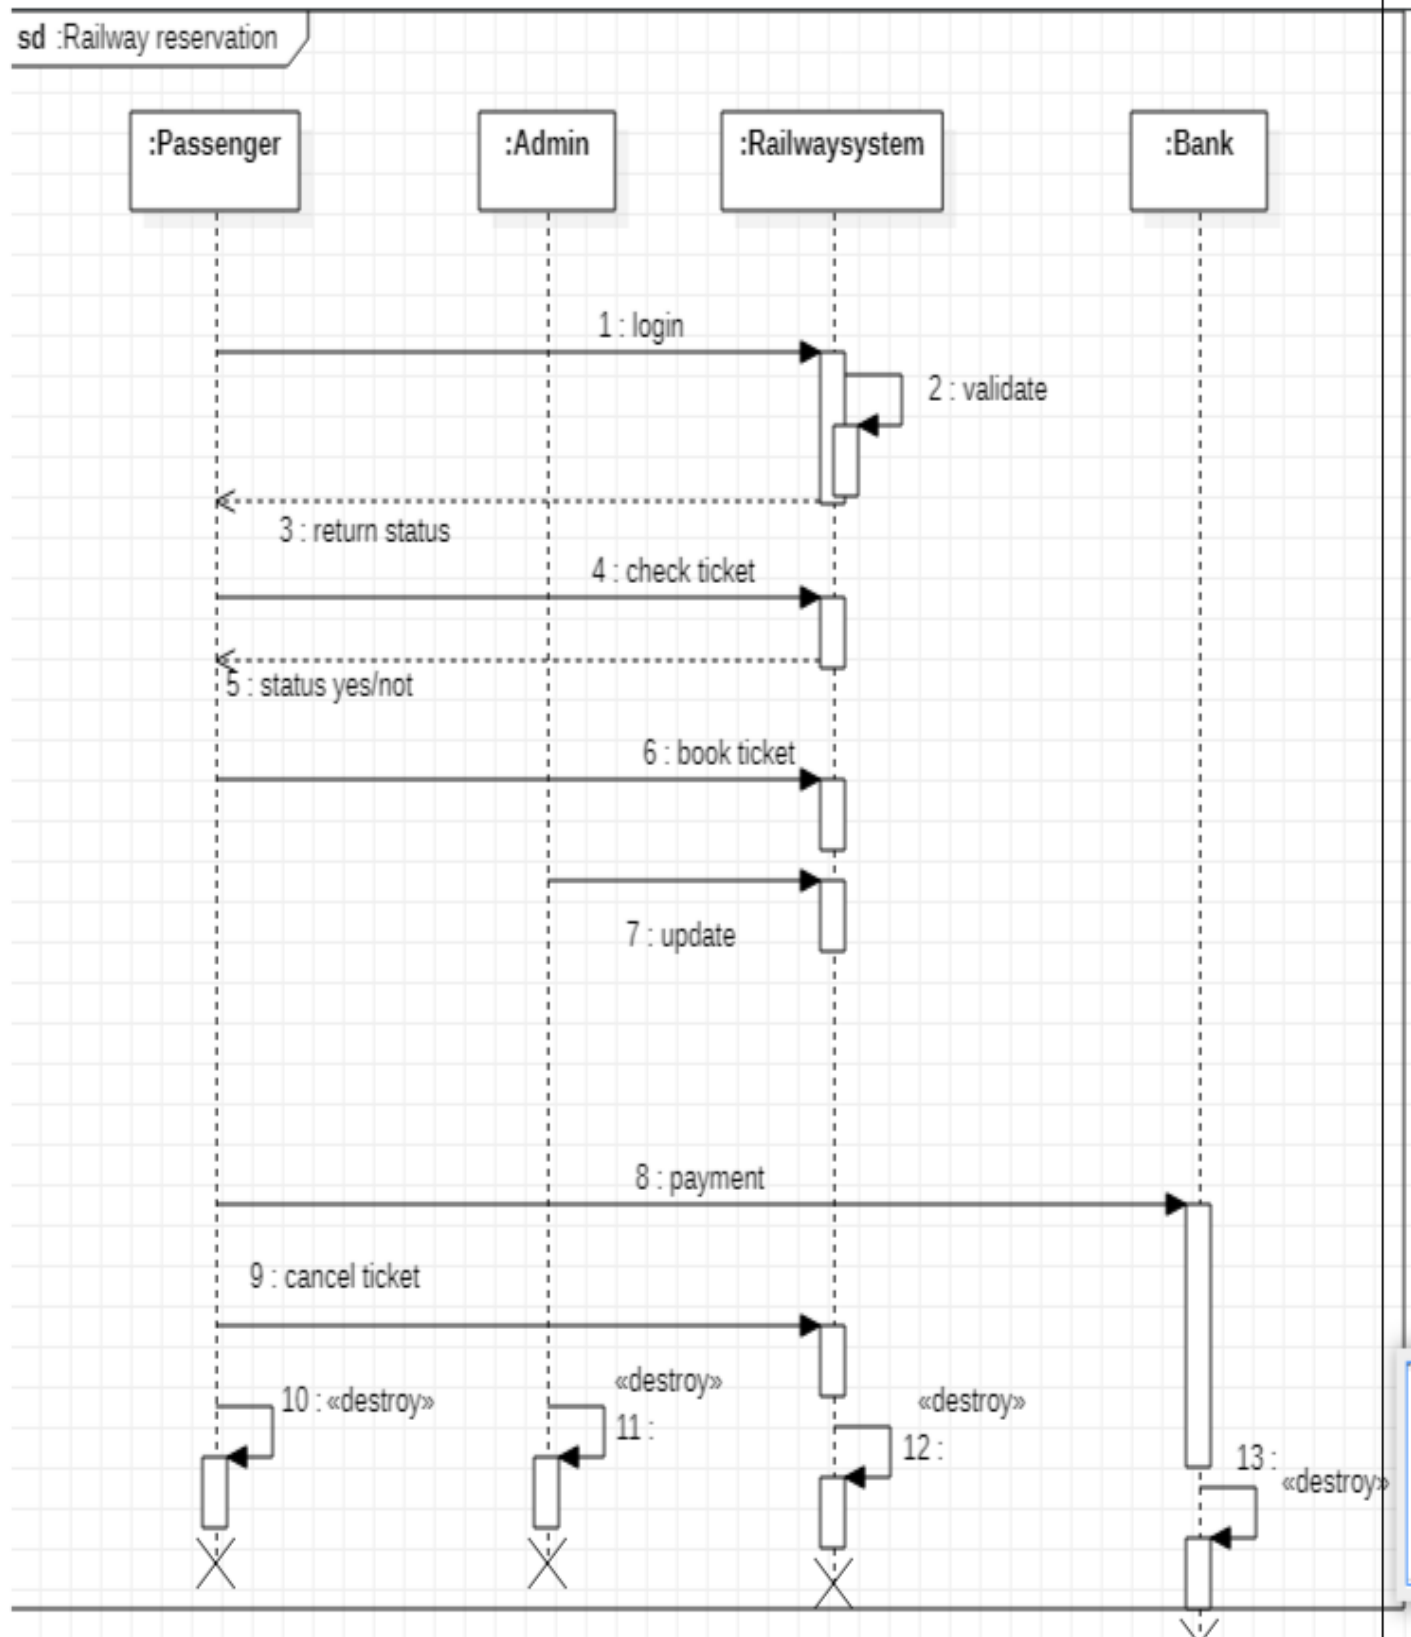 sd :Railway reservation
:Passenger
:Admin
:Railwaysystem
:Bank
1 : login
2 : validate
3 : return status
4 : check ticket
5 : status yes/not
6 : book ticket
7 : update
8 : payment
9 : cancel ticket
10 : «destroy»
«destroy»
11 :
«destroy»
12 :
13 :
«destroy»